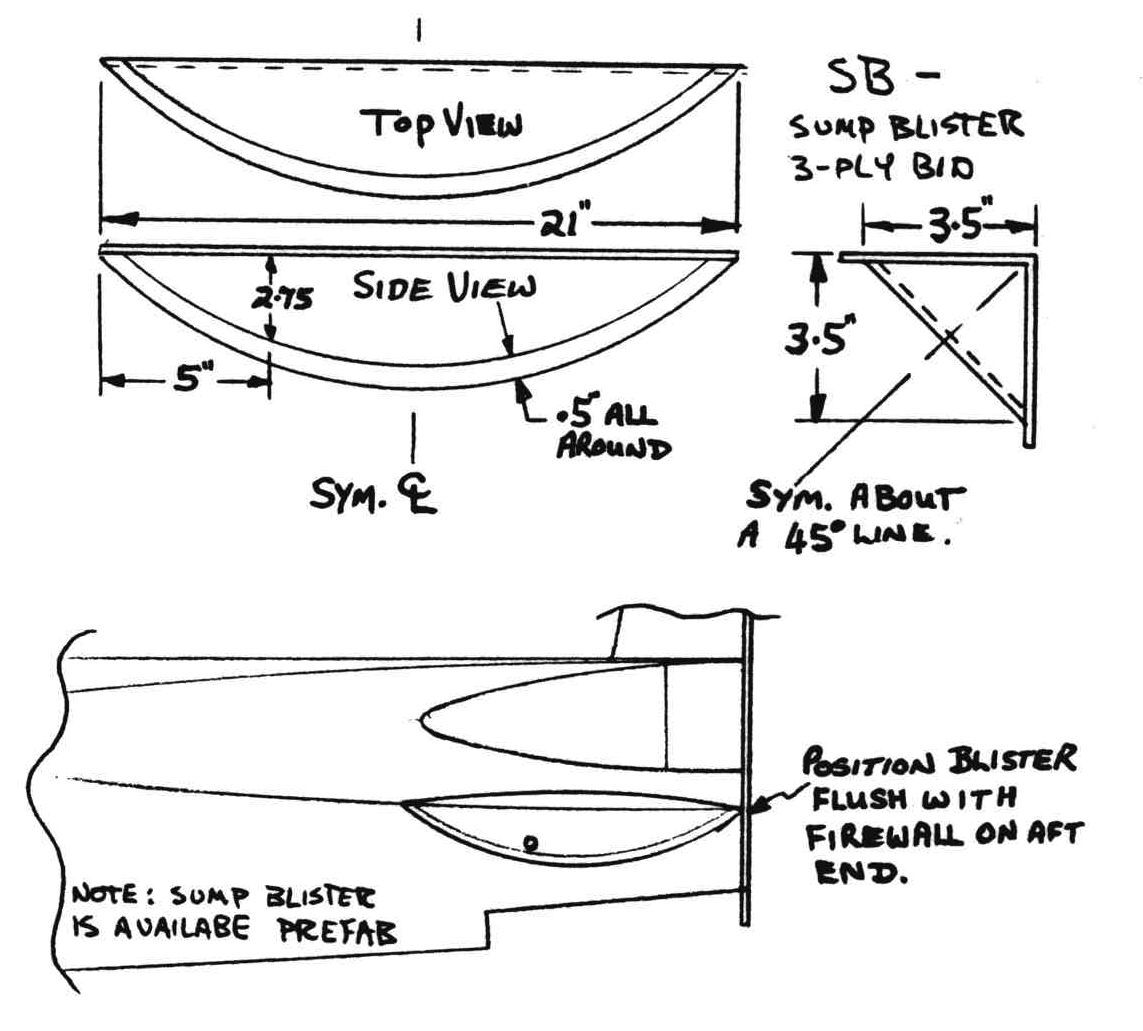 TOP VIEW
SB -
SUMP BLISTER
3-PLY BID
21"
3.5"
2.75
SIDE VIEW
3.5"
5"
.5" ALL
AROUND
SYM. ℄
SYM. ABOUT
A 45° LINE.
POSITION BLISTER
FLUSH WITH
FIREWALL ON AFT
END.
NOTE: SUMP BLISTER
IS AVAILABE PREFAB